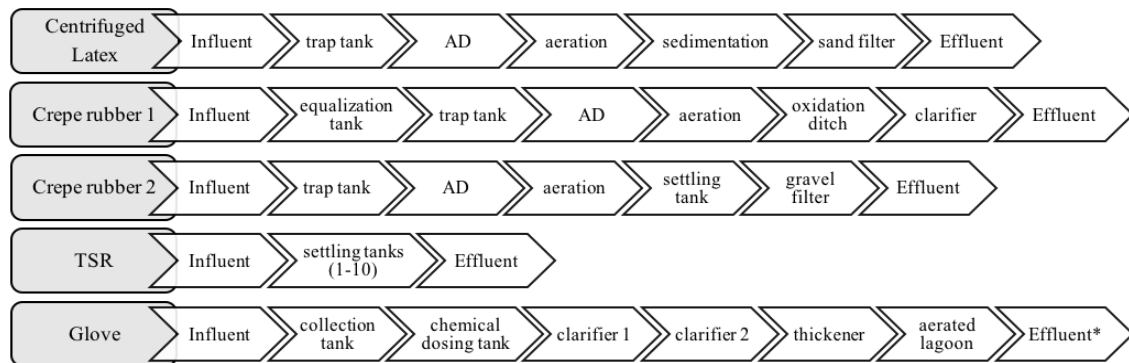 Centrifuged
Latex
Influent
trap tank
AD
aeration
sedimentation
sand filter
Effluent
Crepe rubber 1
Influent
equalization
tank
trap tank
AD
aeration
oxidation
ditch
clarifier
Effluent
Crepe rubber 2
Influent
trap tank
AD
aeration
settling
tank
gravel
filter
Effluent
TSR
Influent
settling tanks
(1-10)
Effluent
Glove
Influent
collection
tank
chemical
dosing tank
clarifier 1
clarifier 2
thickener
aerated
lagoon
Effluent*